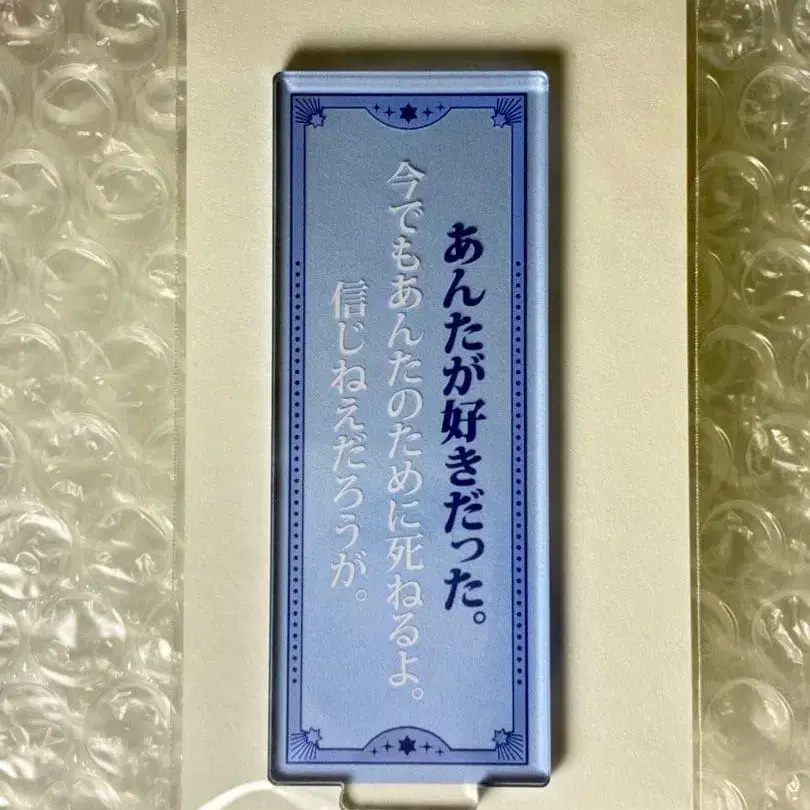 あんたが好きだった。
今でもあんたのために死ねるよ。
信じねえだろうが。